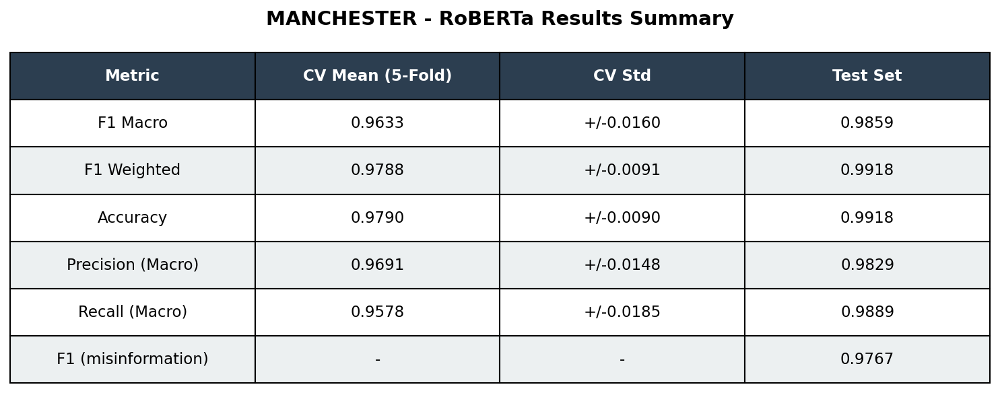 MANCHESTER - RoBERTa Results Summary
Metric CV Mean (5-Fold) CV Std Test Set
F1 Macro 0.9633 +/-0.0160 0.9859
F1 Weighted 0.9788 +/-0.0091 0.9918
Accuracy 0.9790 +/-0.0090 0.9918
Precision (Macro) 0.9691 +/-0.0148 0.9829
Recall (Macro) 0.9578 +/-0.0185 0.9889
F1 (misinformation) - - 0.9767